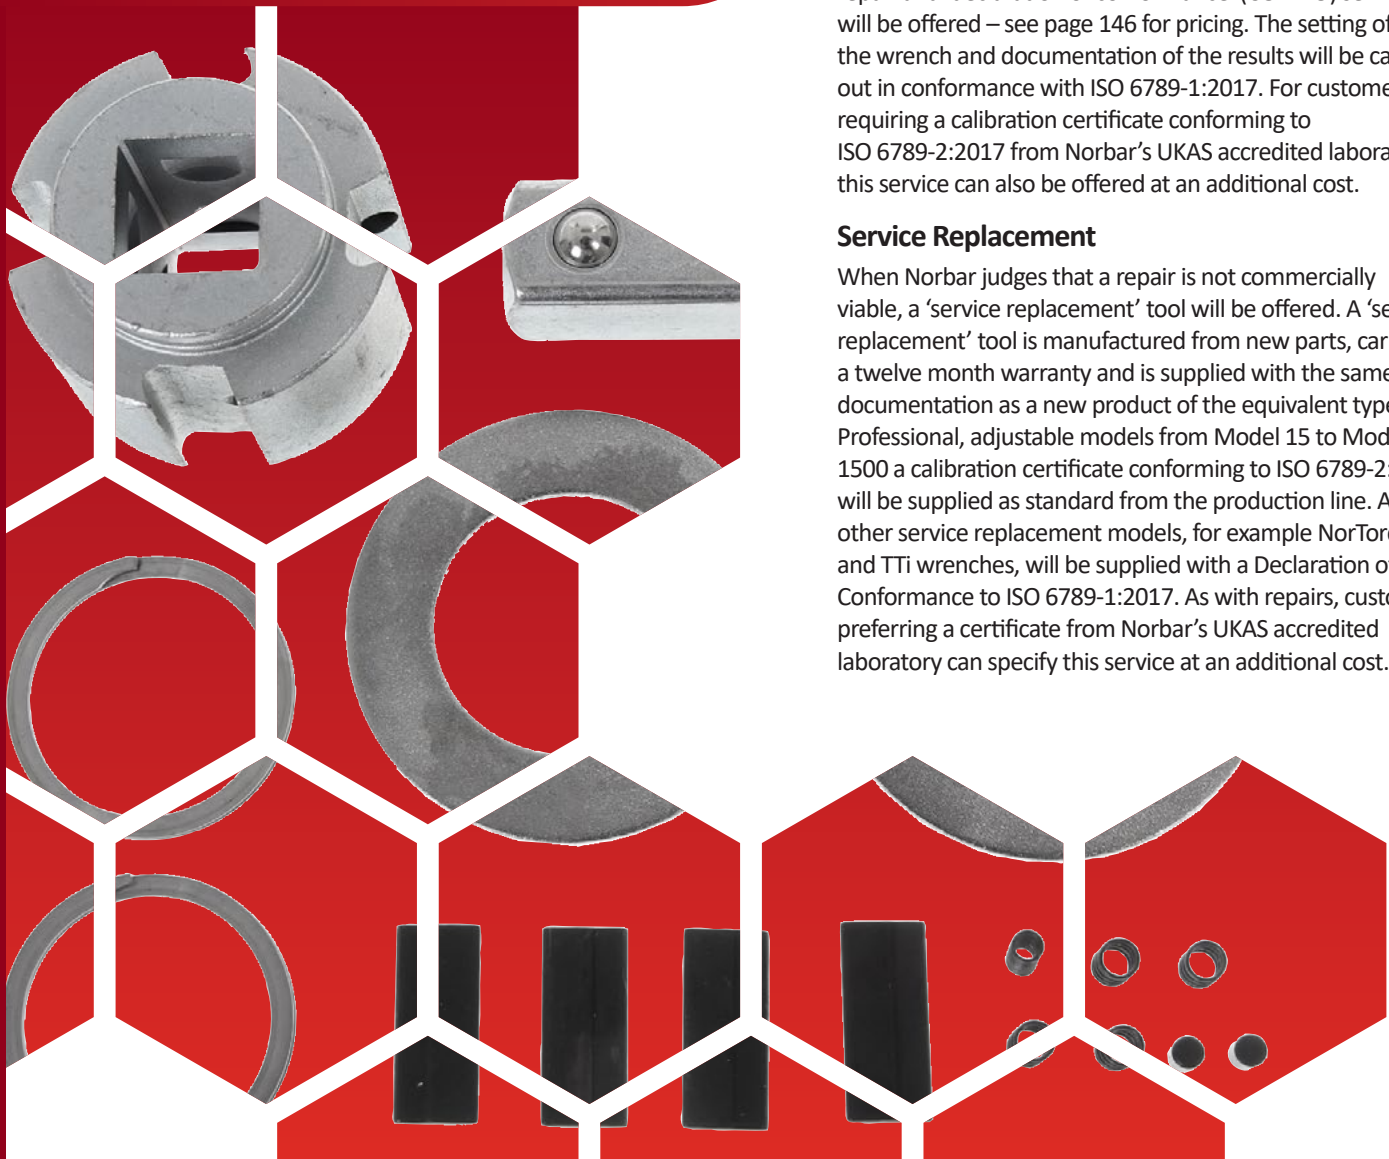 will be offered – see page 146 for pricing. The setting of
the wrench and documentation of the results will be ca
out in conformance with ISO 6789-1:2017. For custome
requiring a calibration certificate conforming to
ISO 6789-2:2017 from Norbar’s UKAS accredited labora
this service can also be offered at an additional cost.
Service Replacement
When Norbar judges that a repair is not commercially
viable, a ‘service replacement’ tool will be offered. A ‘se
replacement’ tool is manufactured from new parts, car
a twelve month warranty and is supplied with the same
documentation as a new product of the equivalent type
Professional, adjustable models from Model 15 to Mod
1500 a calibration certificate conforming to ISO 6789-2:
will be supplied as standard from the production line. A
other service replacement models, for example NorTor
and TTi wrenches, will be supplied with a Declaration o
Conformance to ISO 6789-1:2017. As with repairs, custo
preferring a certificate from Norbar’s UKAS accredited
laboratory can specify this service at an additional cost.